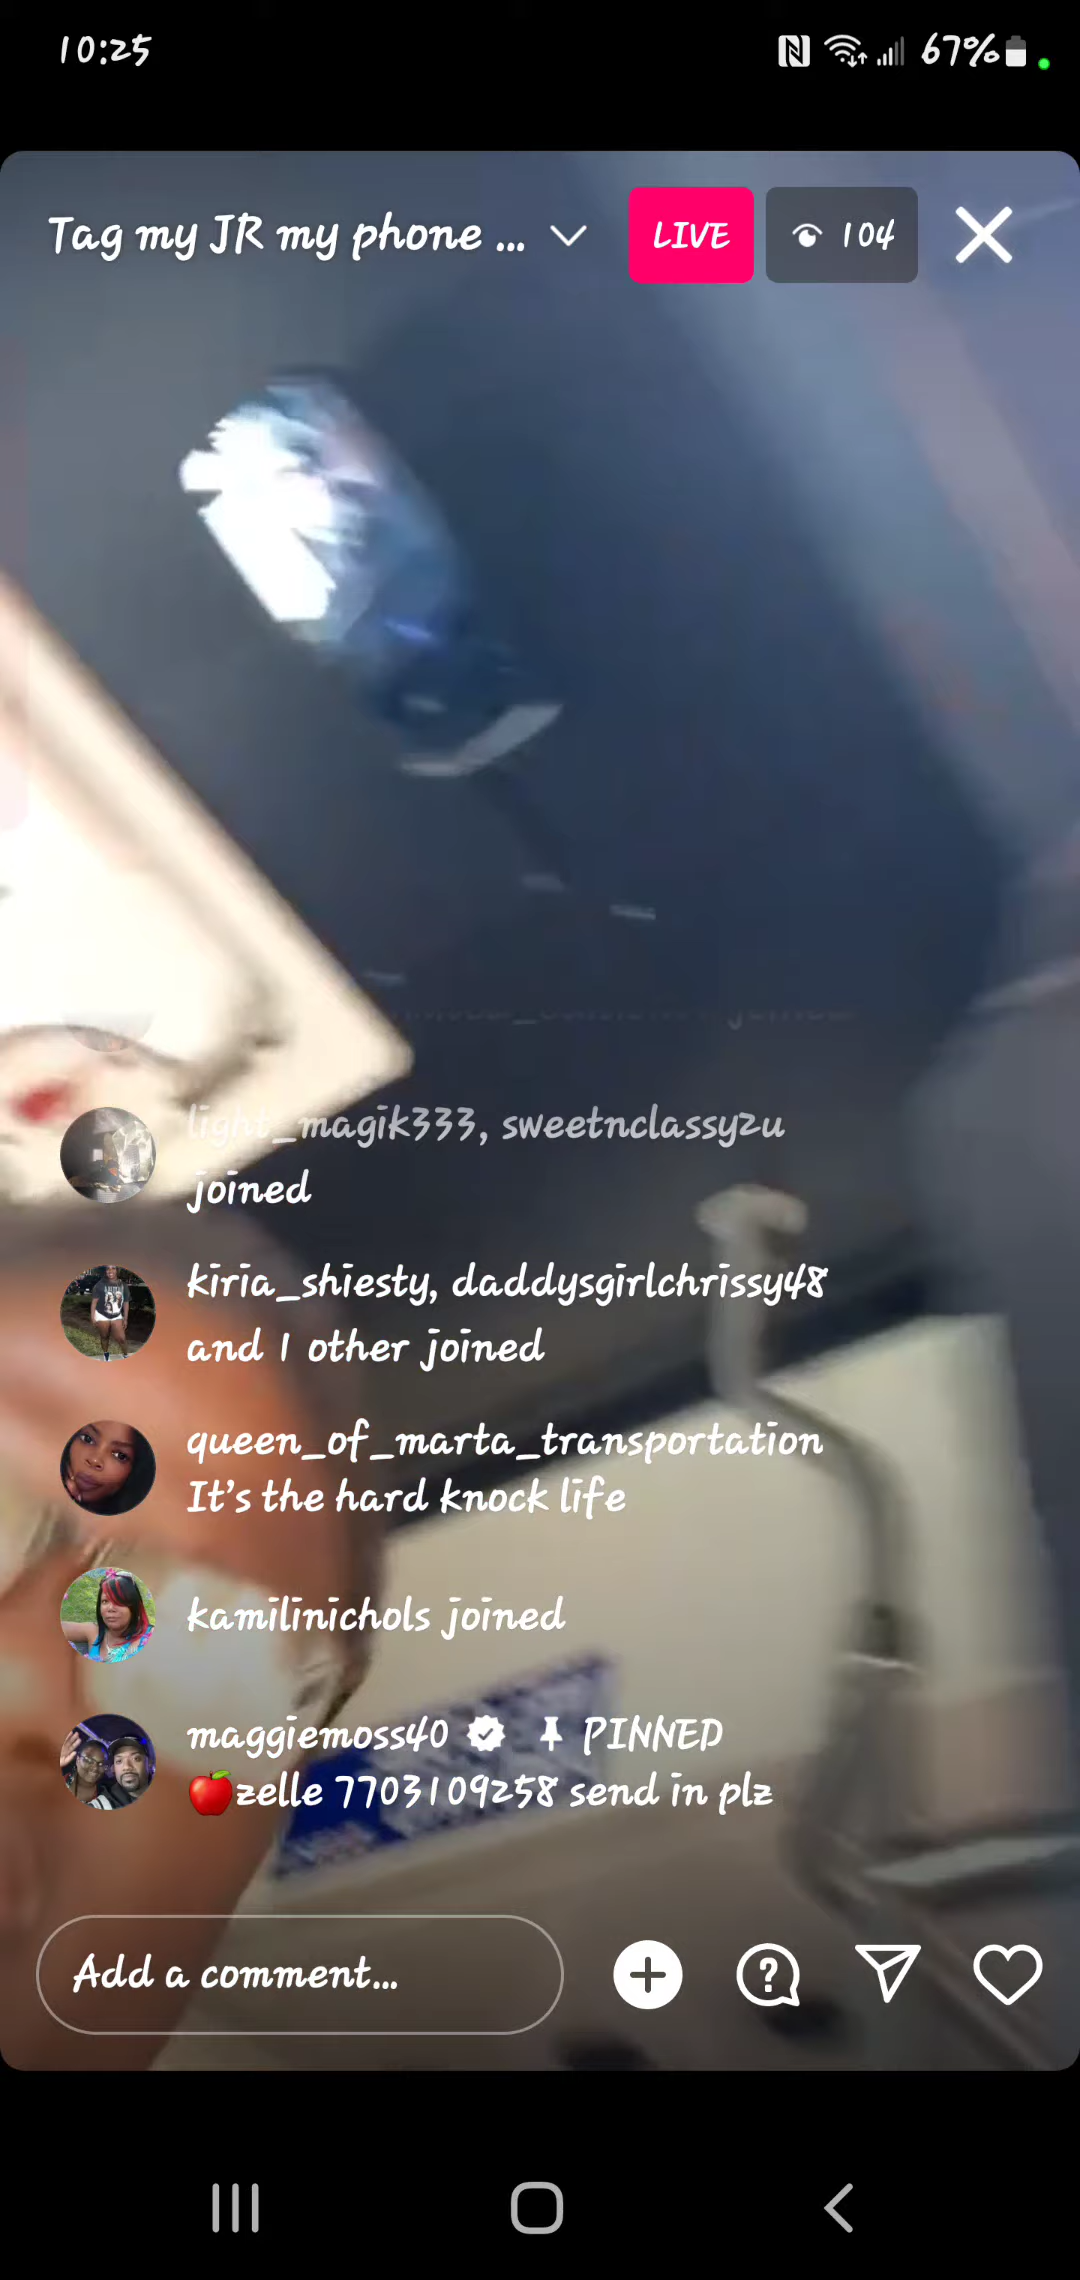 10:25
67%
Tag my JR my phone ...
LIVE
104
joined
light_magik333, sweetnclassy2u
joined
kiria_shiesty, daddysgirlchrissy48
and 1 other joined
queen_of_marta_transportation
It's the hard knock life
kamilinichols joined
maggiemoss40 PINNED
🍎zelle 7703109258 send in plz
Add a comment...